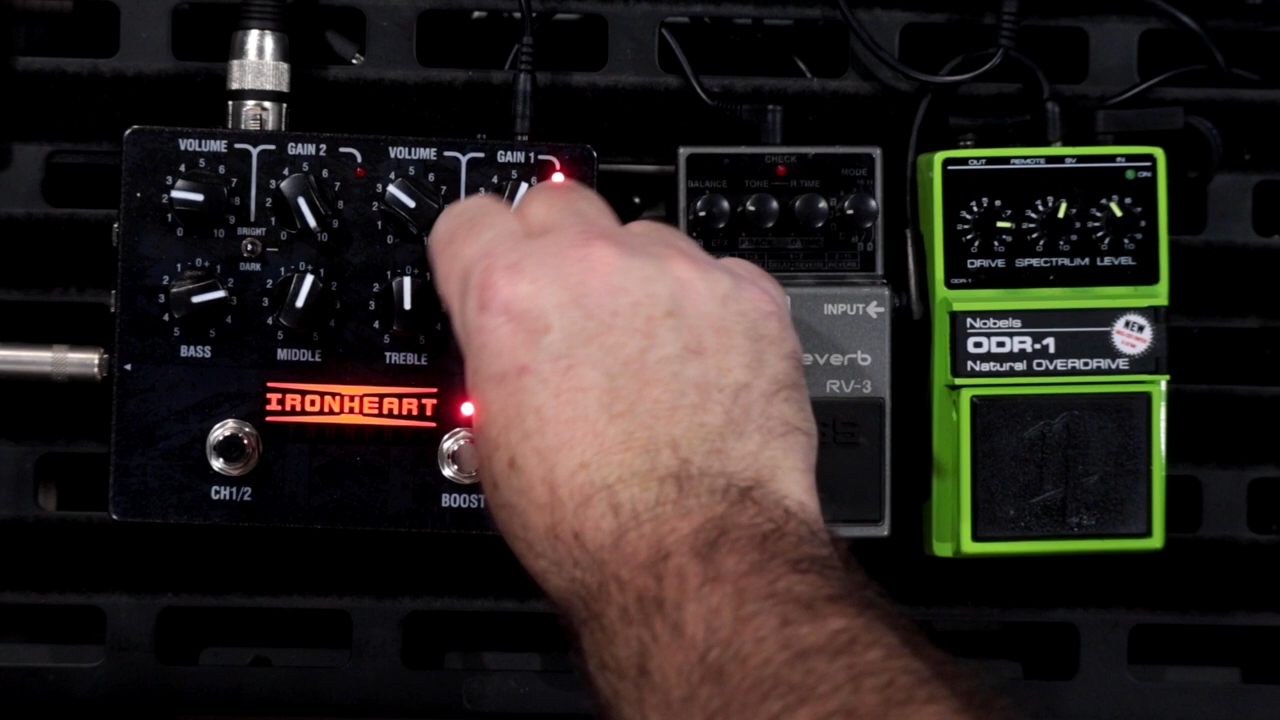 VOLUME GAIN 2 VOLUME GAIN 1
BRIGHT
DARK
BASS MIDDLE TREBLE
IRONHEART
CH1/2 BOOST
CHECK
BALANCE TONE R TIME MODE
INPUT
everb
RV-3
OUT REMOTE 9V IN
ON
DRIVE SPECTRUM LEVEL
ODR-1
Nobels
ODR-1
Natural OVERDRIVE
NEW